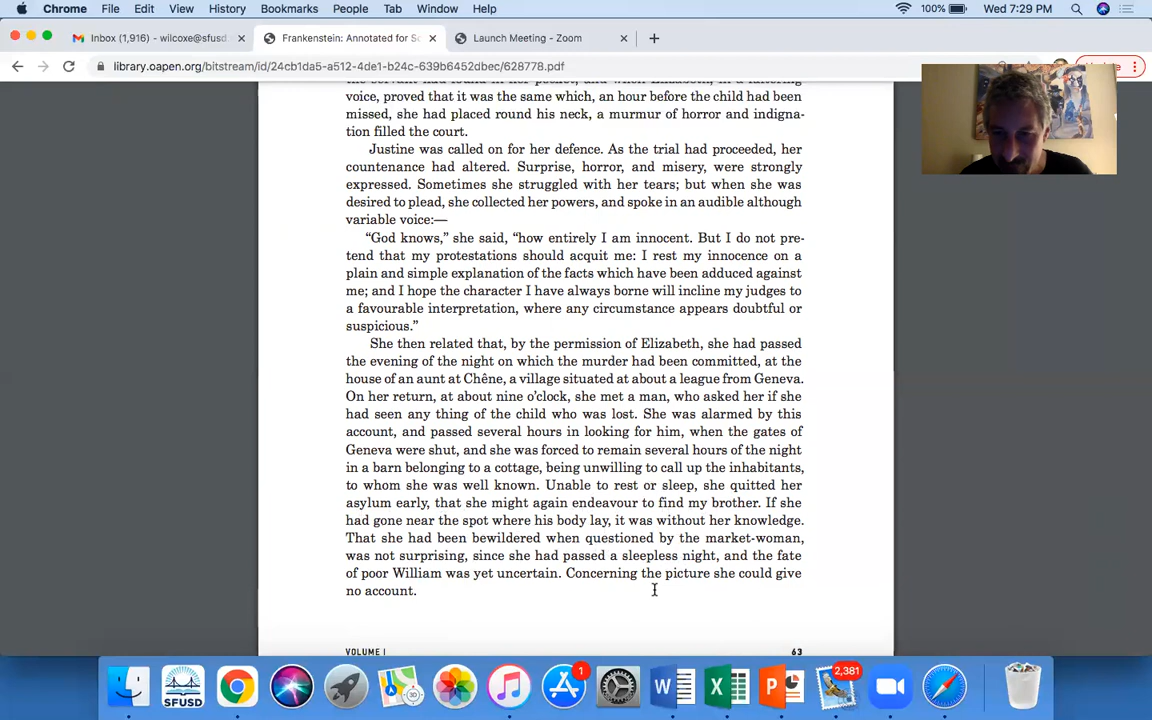 Chrome File Edit View History Bookmarks People Tab Window Help 100% Wed 7:29 PM
Inbox (1,916) - wilcoxe@sfusd × Frankenstein: Annotated for Sc × Launch Meeting - Zoom × +
library.oapen.org/bitstream/id/24cb1da5-a512-4de1-b24c-639b6452dbec/628778.pdf
voice, proved that it was the same which, an hour before the child had been
missed, she had placed round his neck, a murmur of horror and indigna-
tion filled the court.
Justine was called on for her defence. As the trial had proceeded, her
countenance had altered. Surprise, horror, and misery, were strongly
expressed. Sometimes she struggled with her tears; but when she was
desired to plead, she collected her powers, and spoke in an audible although
variable voice:—
“God knows,” she said, “how entirely I am innocent. But I do not pre-
tend that my protestations should acquit me: I rest my innocence on a
plain and simple explanation of the facts which have been adduced against
me; and I hope the character I have always borne will incline my judges to
a favourable interpretation, where any circumstance appears doubtful or
suspicious.”
She then related that, by the permission of Elizabeth, she had passed
the evening of the night on which the murder had been committed, at the
house of an aunt at Chêne, a village situated at about a league from Geneva.
On her return, at about nine o’clock, she met a man, who asked her if she
had seen any thing of the child who was lost. She was alarmed by this
account, and passed several hours in looking for him, when the gates of
Geneva were shut, and she was forced to remain several hours of the night
in a barn belonging to a cottage, being unwilling to call up the inhabitants,
to whom she was well known. Unable to rest or sleep, she quitted her
asylum early, that she might again endeavour to find my brother. If she
had gone near the spot where his body lay, it was without her knowledge.
That she had been bewildered when questioned by the market-woman,
was not surprising, since she had passed a sleepless night, and the fate
of poor William was yet uncertain. Concerning the picture she could give
no account.
VOLUME I 63
SFUSD 3D 1 W X P 2,381